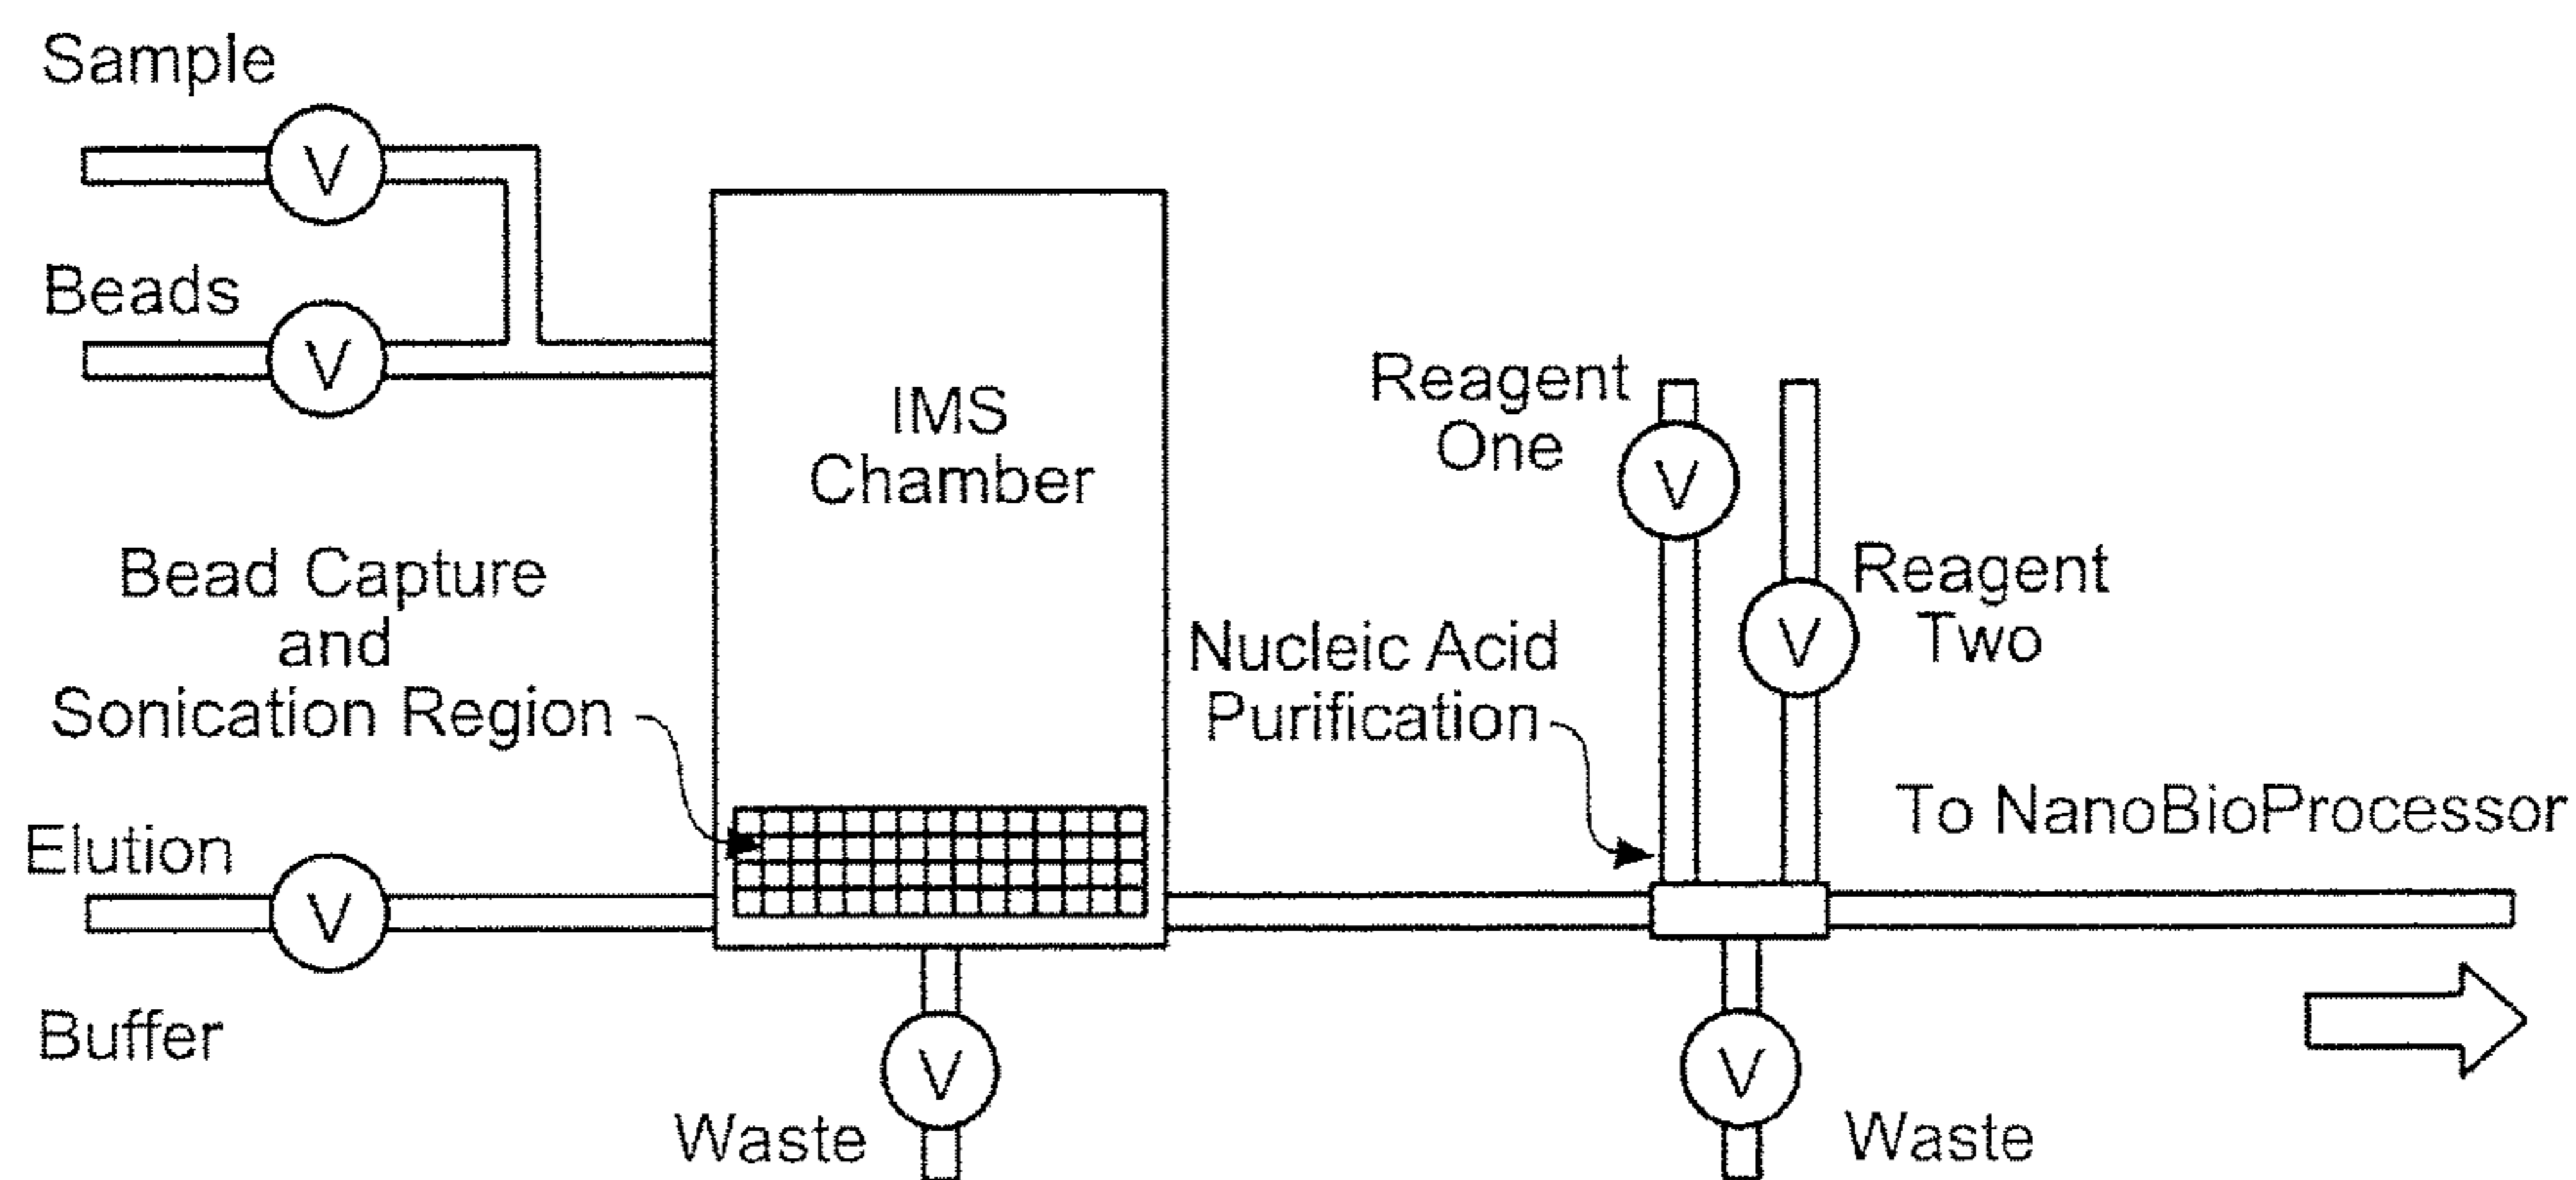 Sample
V
Beads
V
IMS
Chamber
Reagent
One
V
Bead Capture
and
Sonication Region
Reagent
Two
V
Nucleic Acid
Purification
To NanoBioProcessor
Elution
V
Buffer
V
Waste
V
Waste